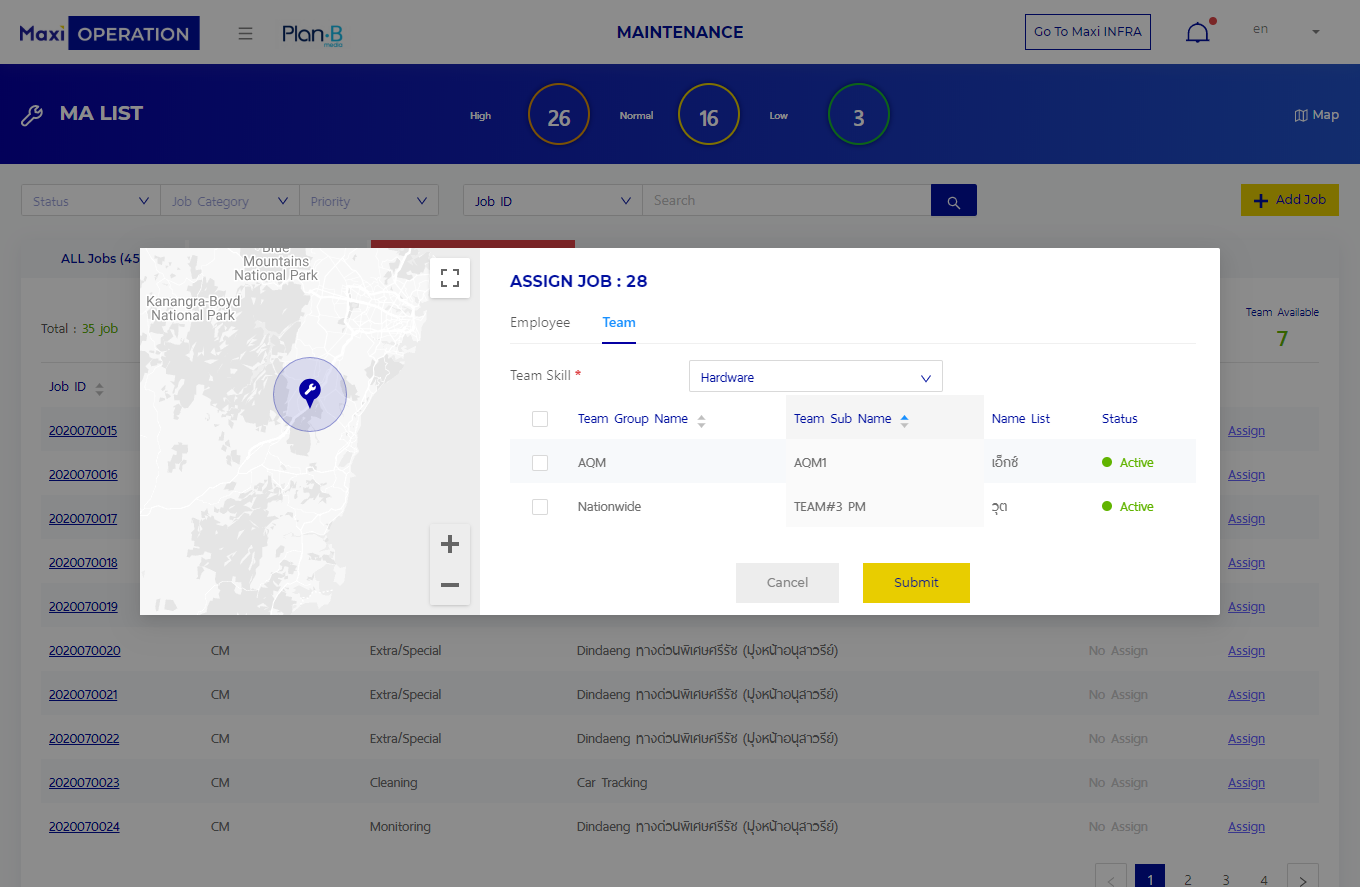 Maxi OPERATION
Plan B media
MAINTENANCE
Go To Maxi INFRA
en
MA LIST
High
26
Normal
16
Low
3
Map
Status
Job Category
Priority
Job ID
Search
Add Job
ALL Jobs (45
Total : 35 job
Team Available
7
Job ID
2020070015
Assign
2020070016
Assign
2020070017
Assign
2020070018
Assign
2020070019
Assign
Blue
Mountains
National Park
Kanangra-Boyd
National Park
ASSIGN JOB : 28
Employee
Team
Team Skill *
Hardware
Team Group Name
Team Sub Name
Name List
Status
AQM
AQM1
เอ็กซ์
Active
Nationwide
TEAM#3 PM
วุต
Active
Cancel
Submit
2020070020
CM
Extra/Special
Dindaeng ทางด่วนพิเศษศรีรัช (มุ่งหน้าอนุสาวรีย์)
No Assign
Assign
2020070021
CM
Extra/Special
Dindaeng ทางด่วนพิเศษศรีรัช (มุ่งหน้าอนุสาวรีย์)
No Assign
Assign
2020070022
CM
Extra/Special
Dindaeng ทางด่วนพิเศษศรีรัช (มุ่งหน้าอนุสาวรีย์)
No Assign
Assign
2020070023
CM
Cleaning
Car Tracking
No Assign
Assign
2020070024
CM
Monitoring
Dindaeng ทางด่วนพิเศษศรีรัช (มุ่งหน้าอนุสาวรีย์)
No Assign
Assign
< 1 2 3 4 >